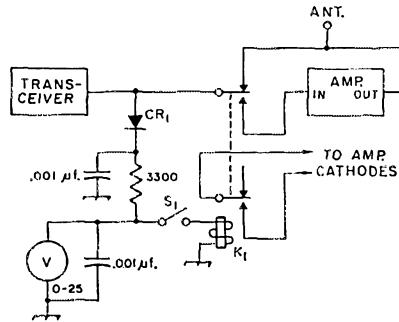 ANT.
TRANS-
CEIVER
AMP.
IN OUT
CR1
.001 µf.
3300
TO AMP.
CATHODES
S1
K1
V
.001µf.
0-25